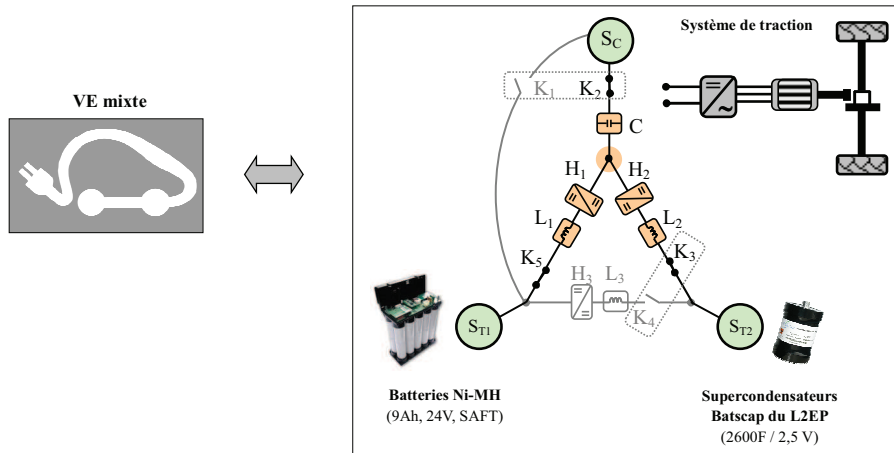 VE mixte
Système de traction
S_C
K_1
K_2
C
H_1
H_2
L_1
L_2
K_5
K_3
H_3
L_3
K_4
S_T1
S_T2
Batteries Ni-MH
(9Ah, 24V, SAFT)
Supercondensateurs
Batscap du L2EP
(2600F / 2,5 V)